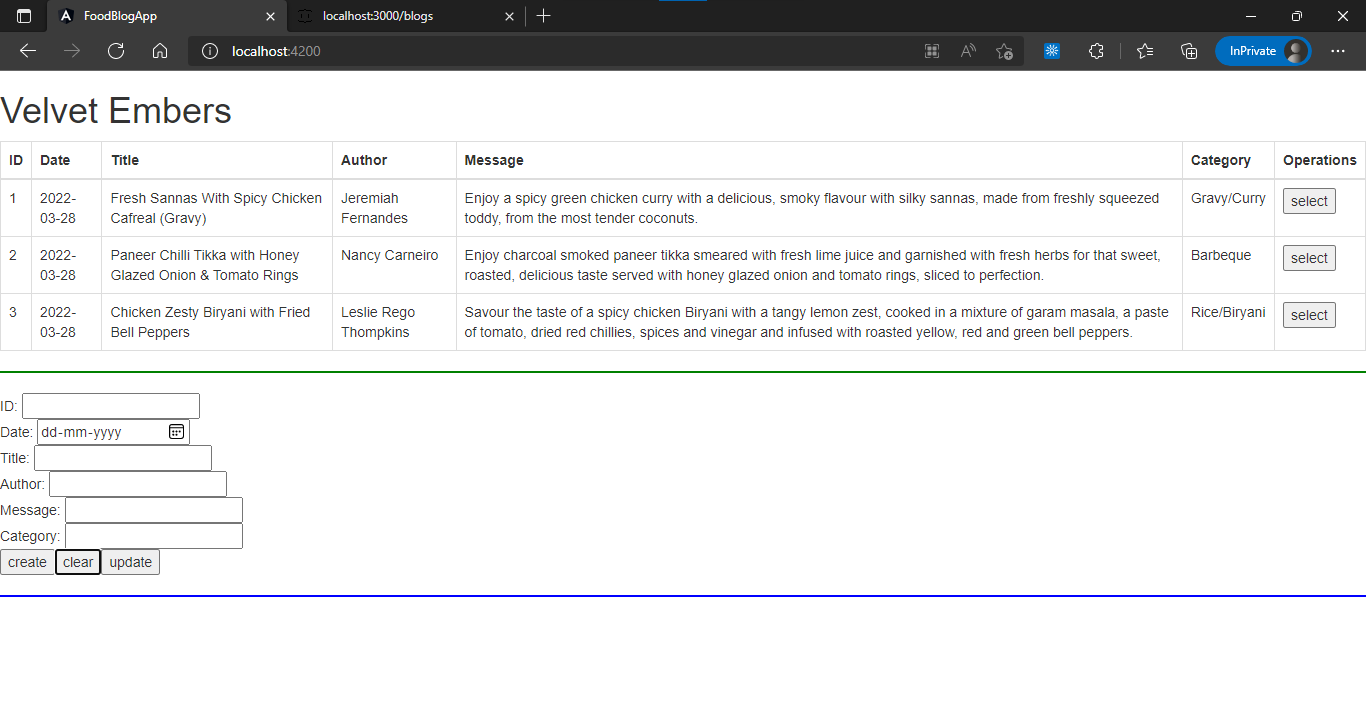 FoodBlogApp
localhost:3000/blogs
localhost:4200
InPrivate
Velvet Embers
ID Date Title Author Message Category Operations
1 2022- Fresh Sannas With Spicy Chicken Jeremiah Enjoy a spicy green chicken curry with a delicious, smoky flavour with silky sannas, made from freshly squeezed Gravy/Curry select
03-28 Cafreal (Gravy) Fernandes toddy, from the most tender coconuts.
2 2022- Paneer Chilli Tikka with Honey Nancy Carneiro Enjoy charcoal smoked paneer tikka smeared with fresh lime juice and garnished with fresh herbs for that sweet, Barbeque select
03-28 Glazed Onion & Tomato Rings roasted, delicious taste served with honey glazed onion and tomato rings, sliced to perfection.
3 2022- Chicken Zesty Biryani with Fried Leslie Rego Savour the taste of a spicy chicken Biryani with a tangy lemon zest, cooked in a mixture of garam masala, a paste Rice/Biryani select
03-28 Bell Peppers Thompkins of tomato, dried red chillies, spices and vinegar and infused with roasted yellow, red and green bell peppers.
ID:
Date: dd-mm-yyyy
Title:
Author:
Message:
Category:
create clear update